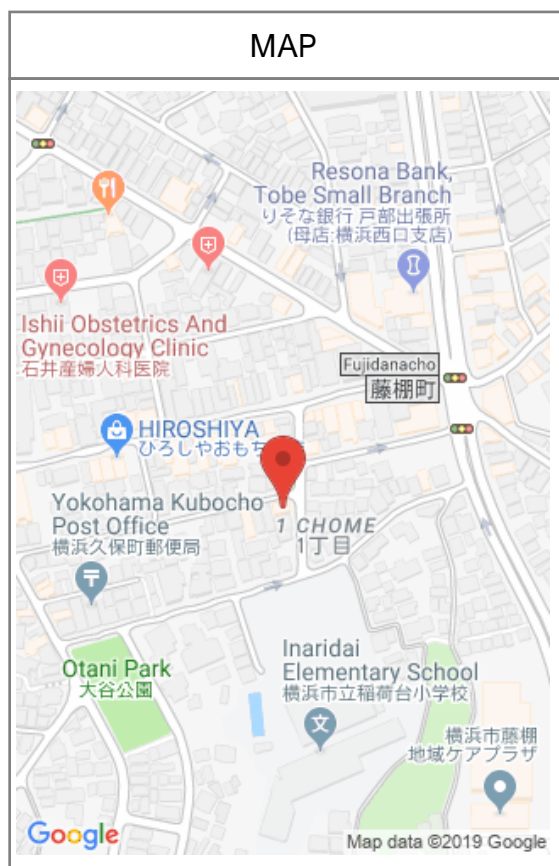 MAP
Resona Bank,
Tobe Small Branch
りそな銀行 戸部出張所
(母店:横浜西口支店)
Ishii Obstetrics And
Gynecology Clinic
石井産婦人科医院
Fujidanacho
藤棚町
HIROSHIYA
ひろしやおもち
Yokohama Kubocho
Post Office
横浜久保町郵便局
1 CHOME
1丁目
Otani Park
大谷公園
Inaridai
Elementary School
横浜市立稲荷台小学校
横浜市藤棚
地域ケアプラザ
Google
Map data ©2019 Google